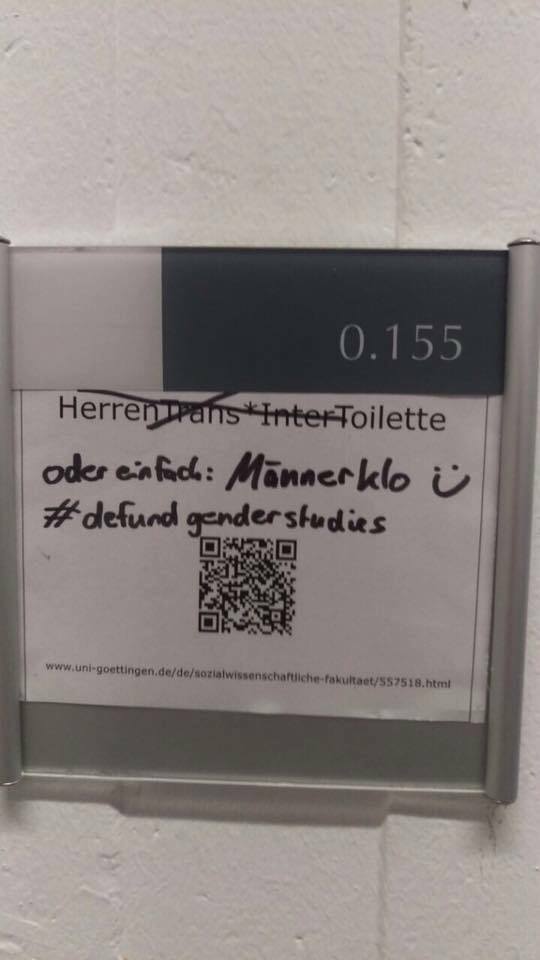 0.155
HerrenTrans*InterToilette
oder einfach: Männerklo :)
# defund genderstudies
www.uni-goettingen.de/de/sozialwissenschaftliche-fakultaet/557518.html